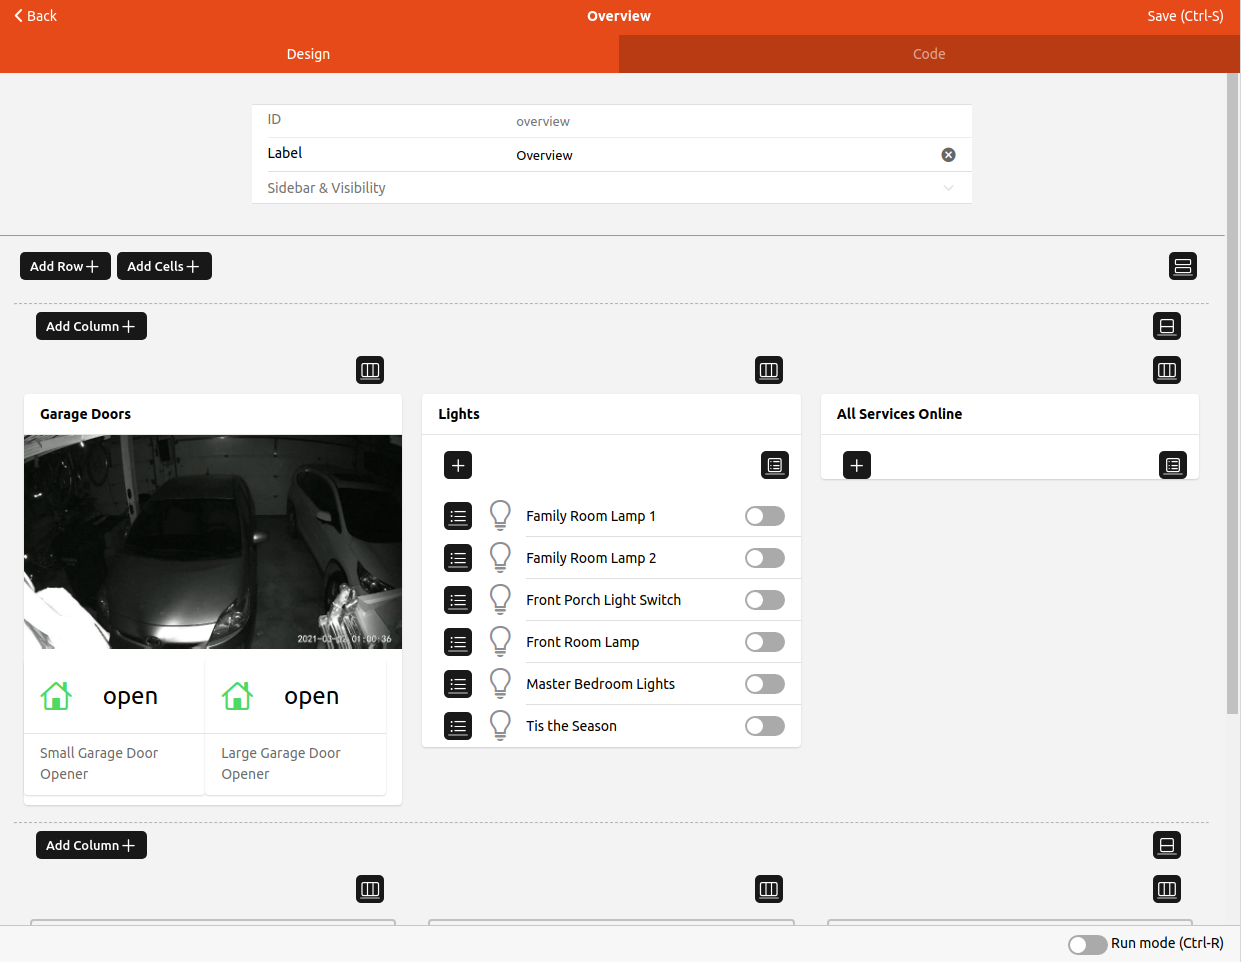 Back
Overview
Save (Ctrl-S)
Design
Code
ID
overview
Label
Overview
Sidebar & Visibility
Add Row
Add Cells
Add Column
Garage Doors
Lights
All Services Online
2021-03-02 01:00:36
Family Room Lamp 1
Family Room Lamp 2
Front Porch Light Switch
Front Room Lamp
Master Bedroom Lights
Tis the Season
open
open
Small Garage Door
Opener
Large Garage Door
Opener
Add Column
Run mode (Ctrl-R)